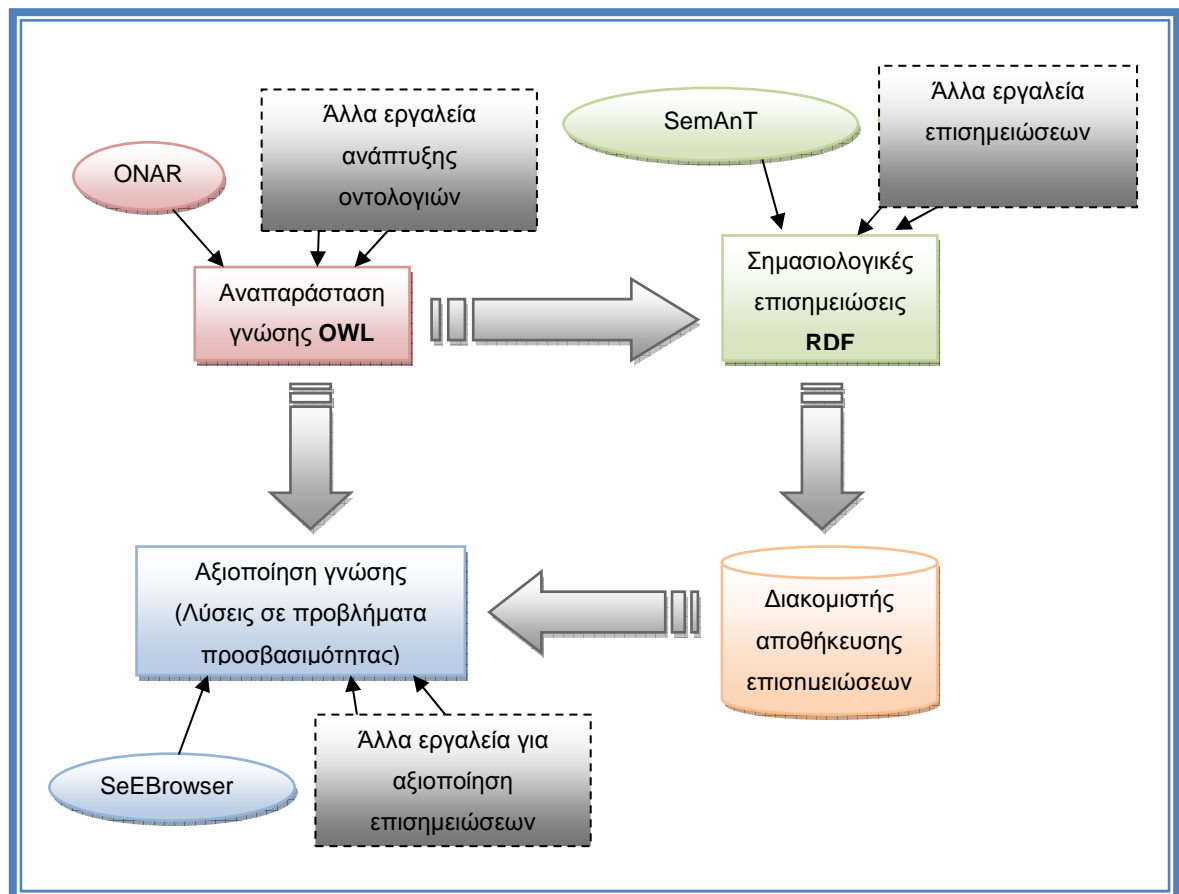 Άλλα εργαλεία
ανάπτυξης
οντολογιών
SemAnT
Άλλα εργαλεία
επισημειώσεων
ONAR
Αναπαράσταση
γνώσης OWL
Σημασιολογικές
επισημειώσεις
RDF
Αξιοποίηση γνώσης
(Λύσεις σε προβλήματα
προσβασιμότητας)
Διακομιστής
αποθήκευσης
επισημειώσεων
SeEBrowser
Άλλα εργαλεία για
αξιοποίηση
επισημειώσεων